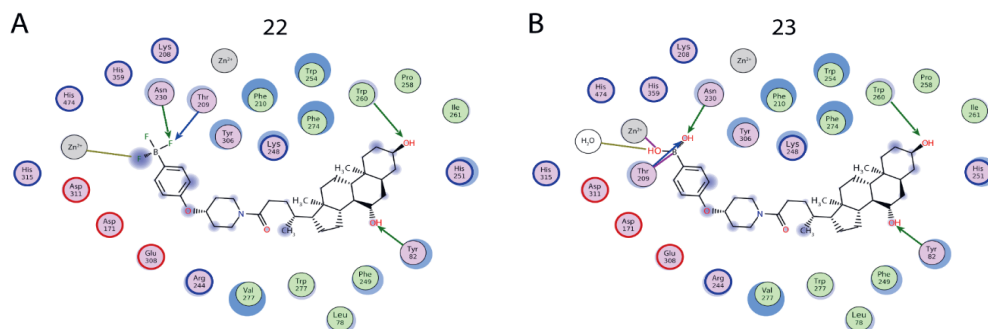 A
22
Lys
208
Zn²⁺
His
359
Asn
230
Thr
209
Phe
210
Trp
254
Trp
260
Pro
258
His
474
Tyr
306
Lys
248
Phe
274
Ile
261
Zn²⁺
F
F
F
B
OH
His
315
Asp
311
Asp
171
Glu
308
Arg
244
Val
277
Trp
277
Phe
249
Leu
78
Tyr
82
His
251
H₃C
H₃C
O
N
O
CH₃
OH
B
23
Lys
208
Zn²⁺
His
359
Asn
230
Phe
210
Trp
254
Trp
260
Pro
258
His
474
Zn²⁺
Tyr
306
Lys
248
Phe
274
Ile
261
H₂O
HO
OH
B
Thr
209
OH
His
315
Asp
311
Asp
171
Glu
308
Arg
244
Val
277
Trp
277
Phe
249
Leu
78
Tyr
82
His
251
H₃C
H₃C
O
N
O
CH₃
OH